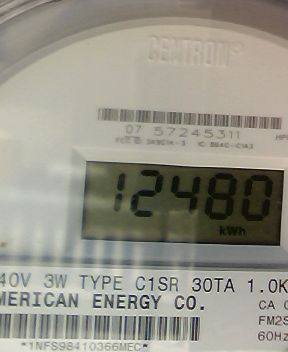 CENTRON®
07 57245311
12480
kWh
40V 3W TYPE C1SR 30TA 1.0K
MERICAN ENERGY CO.
CA
FM2S
60Hz
*1NFS98410366MEC*